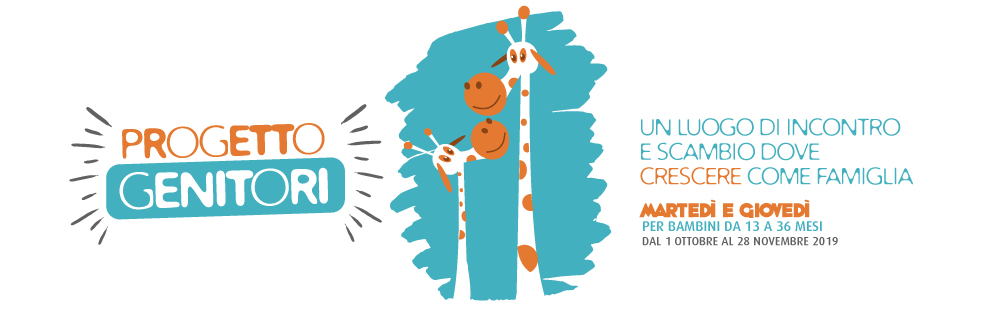 PROGETTO
GENITORI
UN LUOGO DI INCONTRO
E SCAMBIO DOVE
CRESCERE COME FAMIGLIA
MARTEDÌ E GIOVEDÌ
PER BAMBINI DA 13 A 36 MESI
DAL 1 OTTOBRE AL 28 NOVEMBRE 2019